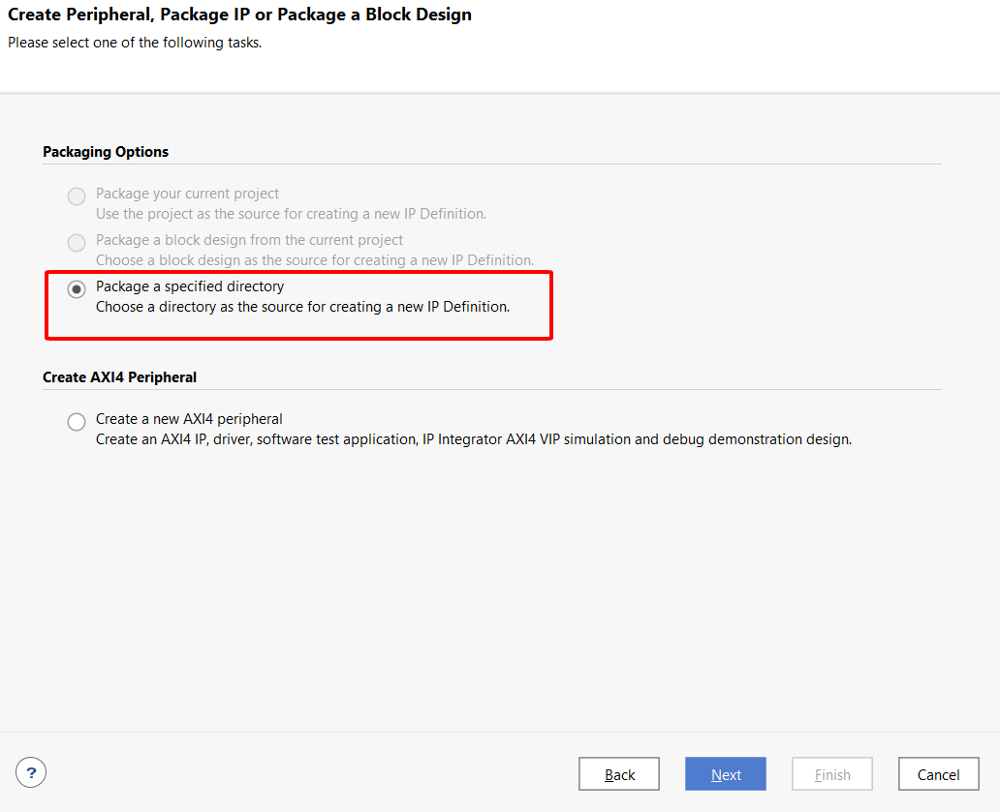 Create Peripheral, Package IP or Package a Block Design
Please select one of the following tasks.
Packaging Options
Package your current project
Use the project as the source for creating a new IP Definition.
Package a block design from the current project
Choose a block design as the source for creating a new IP Definition.
Package a specified directory
Choose a directory as the source for creating a new IP Definition.
Create AXI4 Peripheral
Create a new AXI4 peripheral
Create an AXI4 IP, driver, software test application, IP Integrator AXI4 VIP simulation and debug demonstration design.
? Back Next Finish Cancel